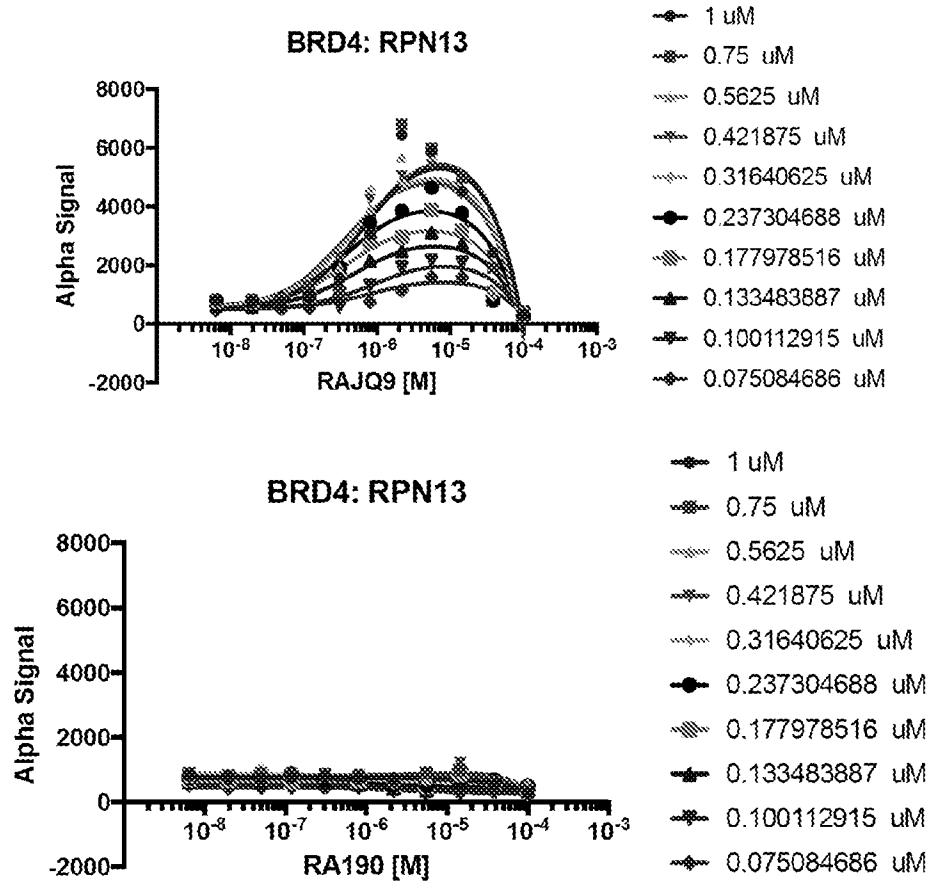 BRD4: RPN13
Alpha Signal
8000
6000
4000
2000
0
-2000
10-8
10-7
10-6
10-5
10-4
10-3
RAJQ9 [M]
1 uM
0.75 uM
0.5625 uM
0.421875 uM
0.31640625 uM
0.237304688 uM
0.177978516 uM
0.133483887 uM
0.100112915 uM
0.075084686 uM
BRD4: RPN13
Alpha Signal
8000
6000
4000
2000
0
-2000
10-8
10-7
10-6
10-5
10-4
10-3
RA190 [M]
1 uM
0.75 uM
0.5625 uM
0.421875 uM
0.31640625 uM
0.237304688 uM
0.177978516 uM
0.133483887 uM
0.100112915 uM
0.075084686 uM